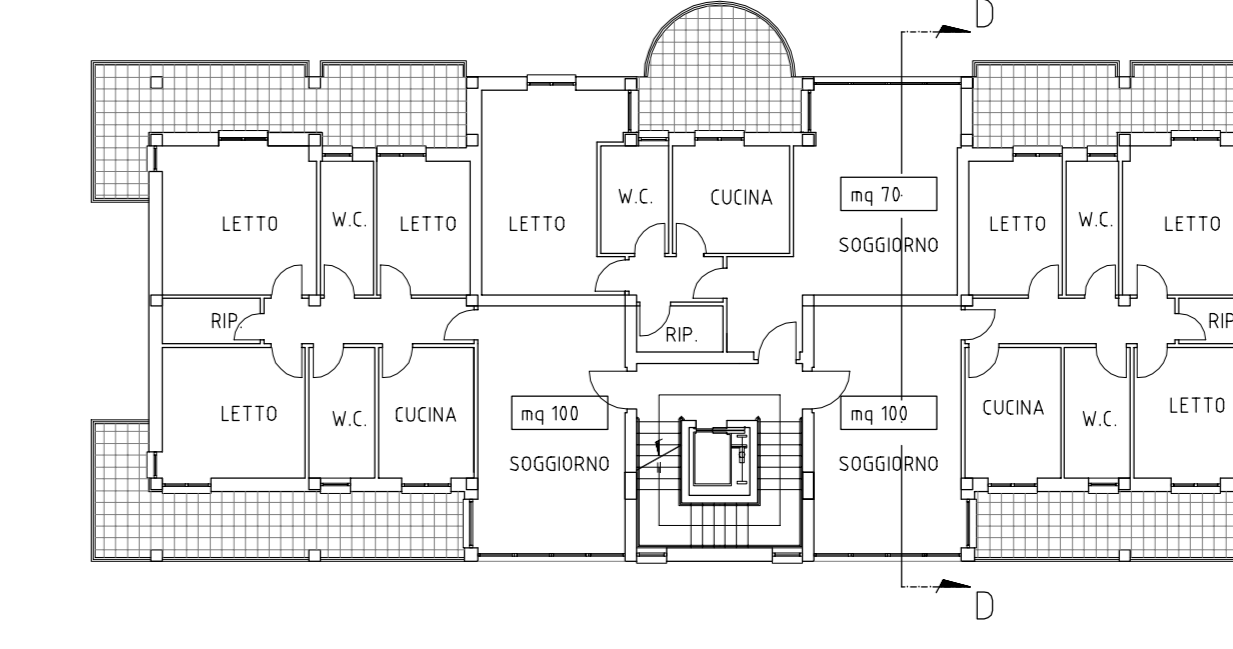 D
mq 70
W.C.
CUCINA
LETTO
W.C.
LETTO
LETTO
LETTO
W.C.
LETTO
SOGGIORNO
RIP.
RIP.
RIP
LETTO
W.C.
CUCINA
mq 100
mq 100
CUCINA
W.C.
LETTO
SOGGIORNO
SOGGIORNO
D